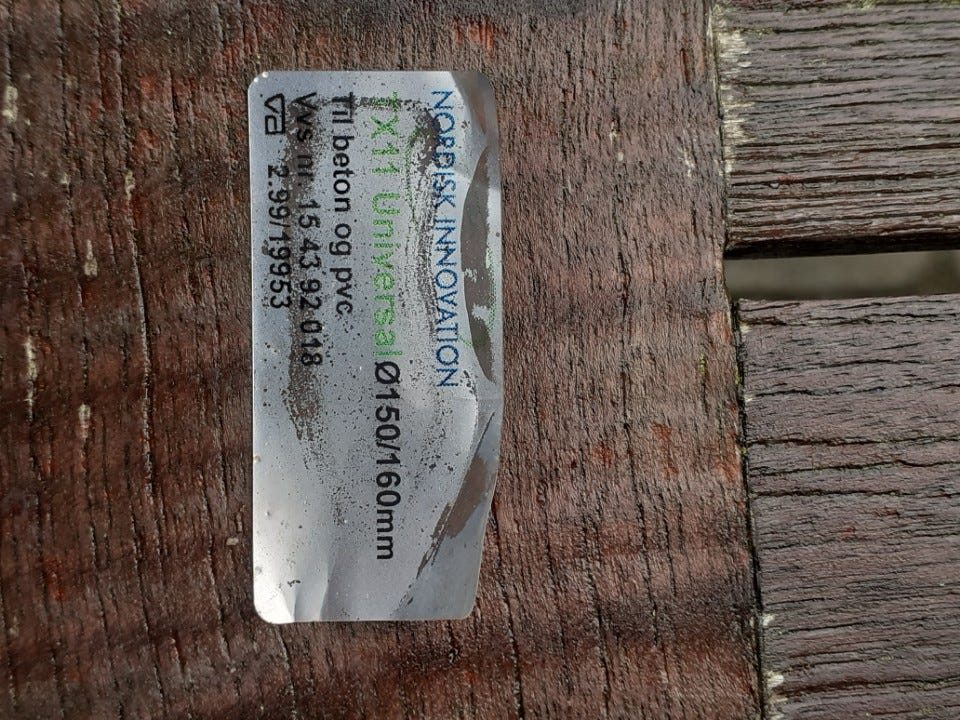 NORDISK INNOVATION
TX11 Universal Ø150/160mm
Til beton og pvc
Vvs nr. 15 43 92 018
va 2.99/19953